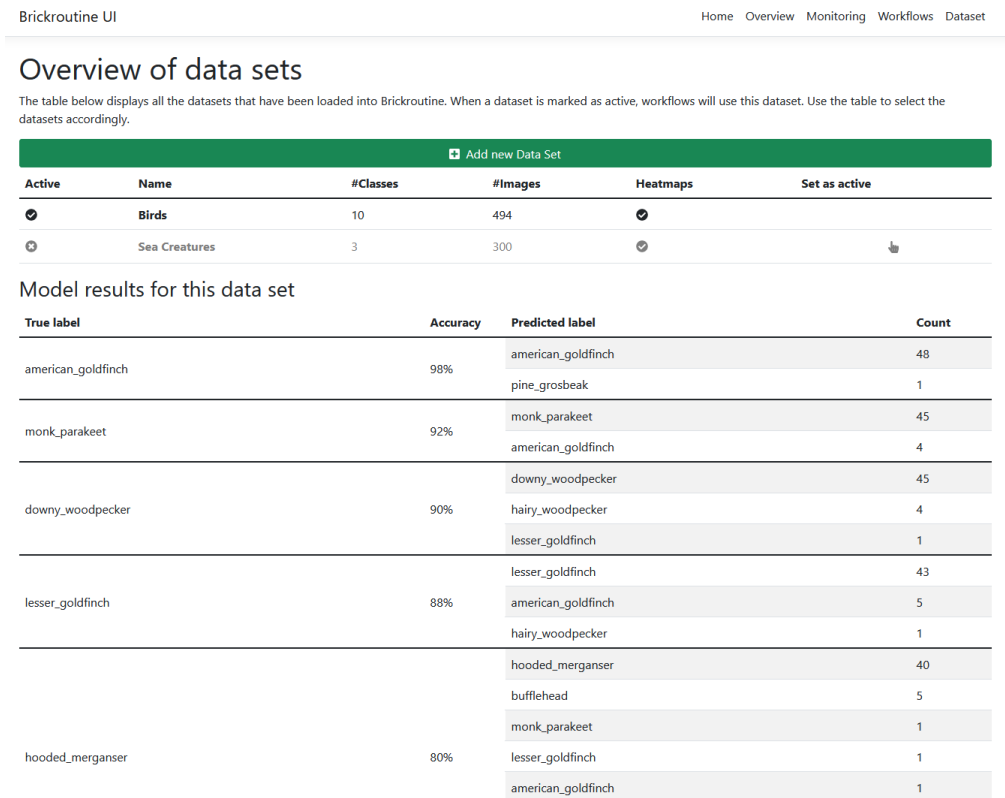 Brickroutine UI
Home Overview Monitoring Workflows Dataset
Overview of data sets
The table below displays all the datasets that have been loaded into Brickroutine. When a dataset is marked as active, workflows will use this dataset. Use the table to select the
datasets accordingly.
Add new Data Set
Active Name #Classes #Images Heatmaps Set as active
Birds 10 494
Sea Creatures 3 300
Model results for this data set
True label Accuracy Predicted label Count
american_goldfinch 98% american_goldfinch 48
pine_grosbeak 1
monk_parakeet 92% monk_parakeet 45
american_goldfinch 4
downy_woodpecker 90% downy_woodpecker 45
hairy_woodpecker 4
lesser_goldfinch 1
lesser_goldfinch 88% lesser_goldfinch 43
american_goldfinch 5
hairy_woodpecker 1
hooded_merganser 80% hooded_merganser 40
bufflehead 5
monk_parakeet 1
lesser_goldfinch 1
american_goldfinch 1